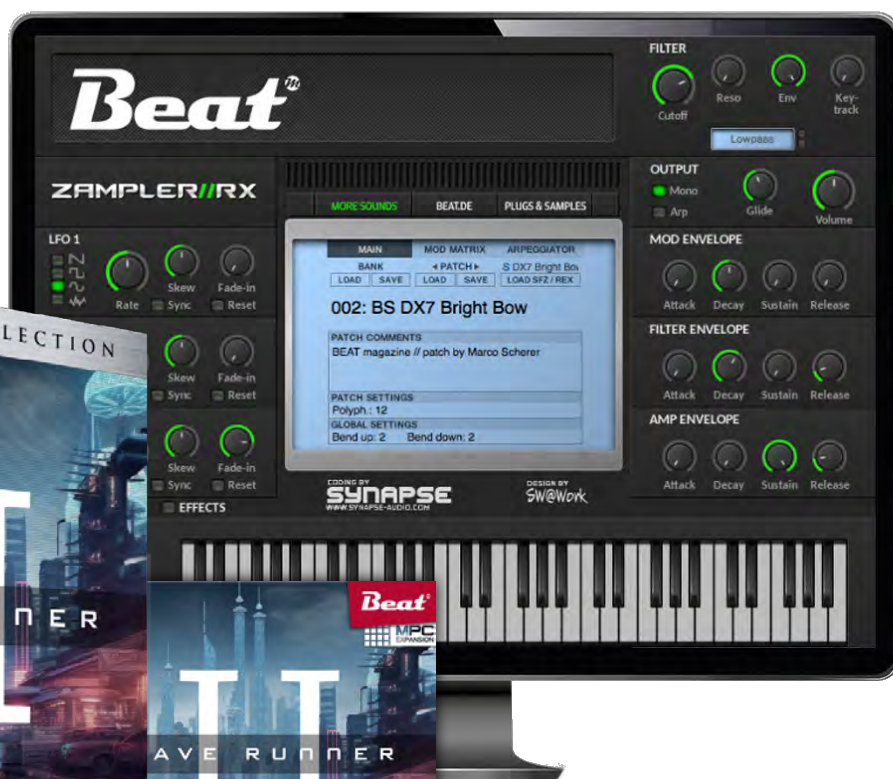 Beat m
FILTER
Cutoff
Reso
Env
Key-
track
Lowpass
ZAMPLER//RX
MORE SOUNDS BEAT.DE PLUGS & SAMPLES
OUTPUT
Mono
Arp
Glide
Volume
LFO 1
Rate
Skew
Fade-in
Sync
Reset
MAIN MOD MATRIX ARPEGGIATOR
BANK PATCH S DX7 Bright Bo
LOAD SAVE LOAD SAVE LOAD SFZ / REX
002: BS DX7 Bright Bow
PATCH COMMENTS
BEAT magazine // patch by Marco Scherer
PATCH SETTINGS
Polyph.: 12
GLOBAL SETTINGS
Bend up: 2 Bend down: 2
MOD ENVELOPE
Attack Decay Sustain Release
FILTER ENVELOPE
Attack Decay Sustain Release
AMP ENVELOPE
Attack Decay Sustain Release
Skew Fade-in
Sync Reset
Skew Fade-in
Sync Reset
EFFECTS
CODING BY
SYNAPSE
WWW.SYNAPSE-AUDIO.COM
DESIGN BY
SW@Work
LECTION
NER
Beat
MPC
EXPANSION
AVE RUNNER